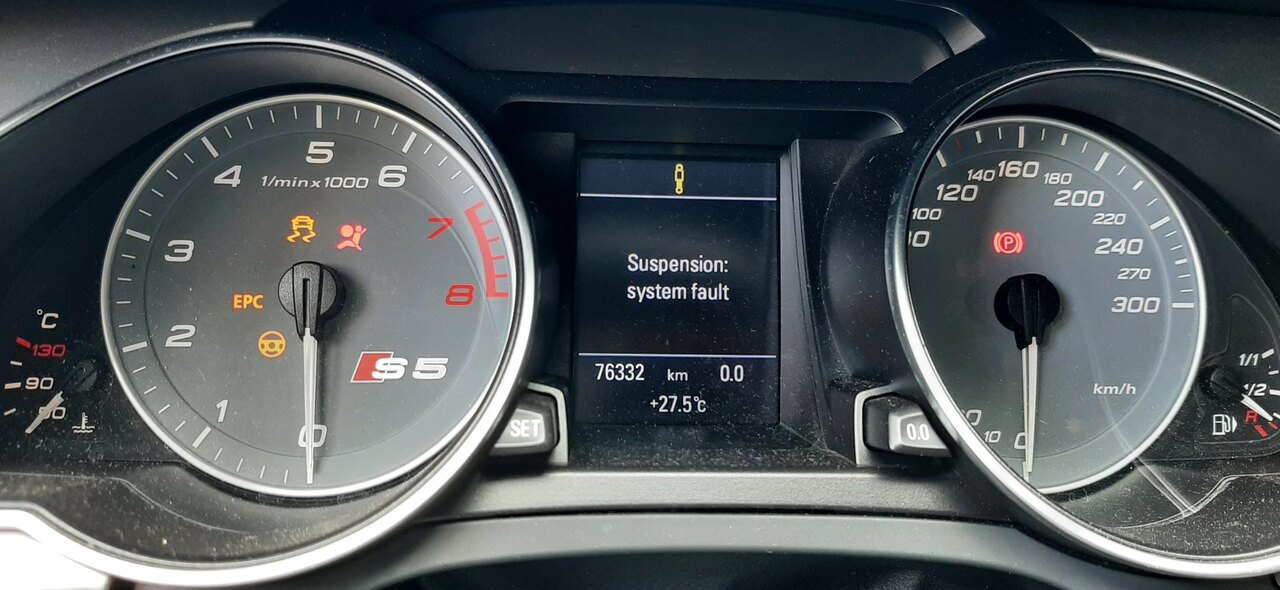 5
4
1/min x 1000
6
3
7
EPC
8
2
S5
1
0
°C
130
90
SET
Suspension:
system fault
76332 km 0.0
+27.5°c
0.0
10
0
100
120
140
160
180
200
220
240
270
300
(P)
km/h
1/1
1/2
R